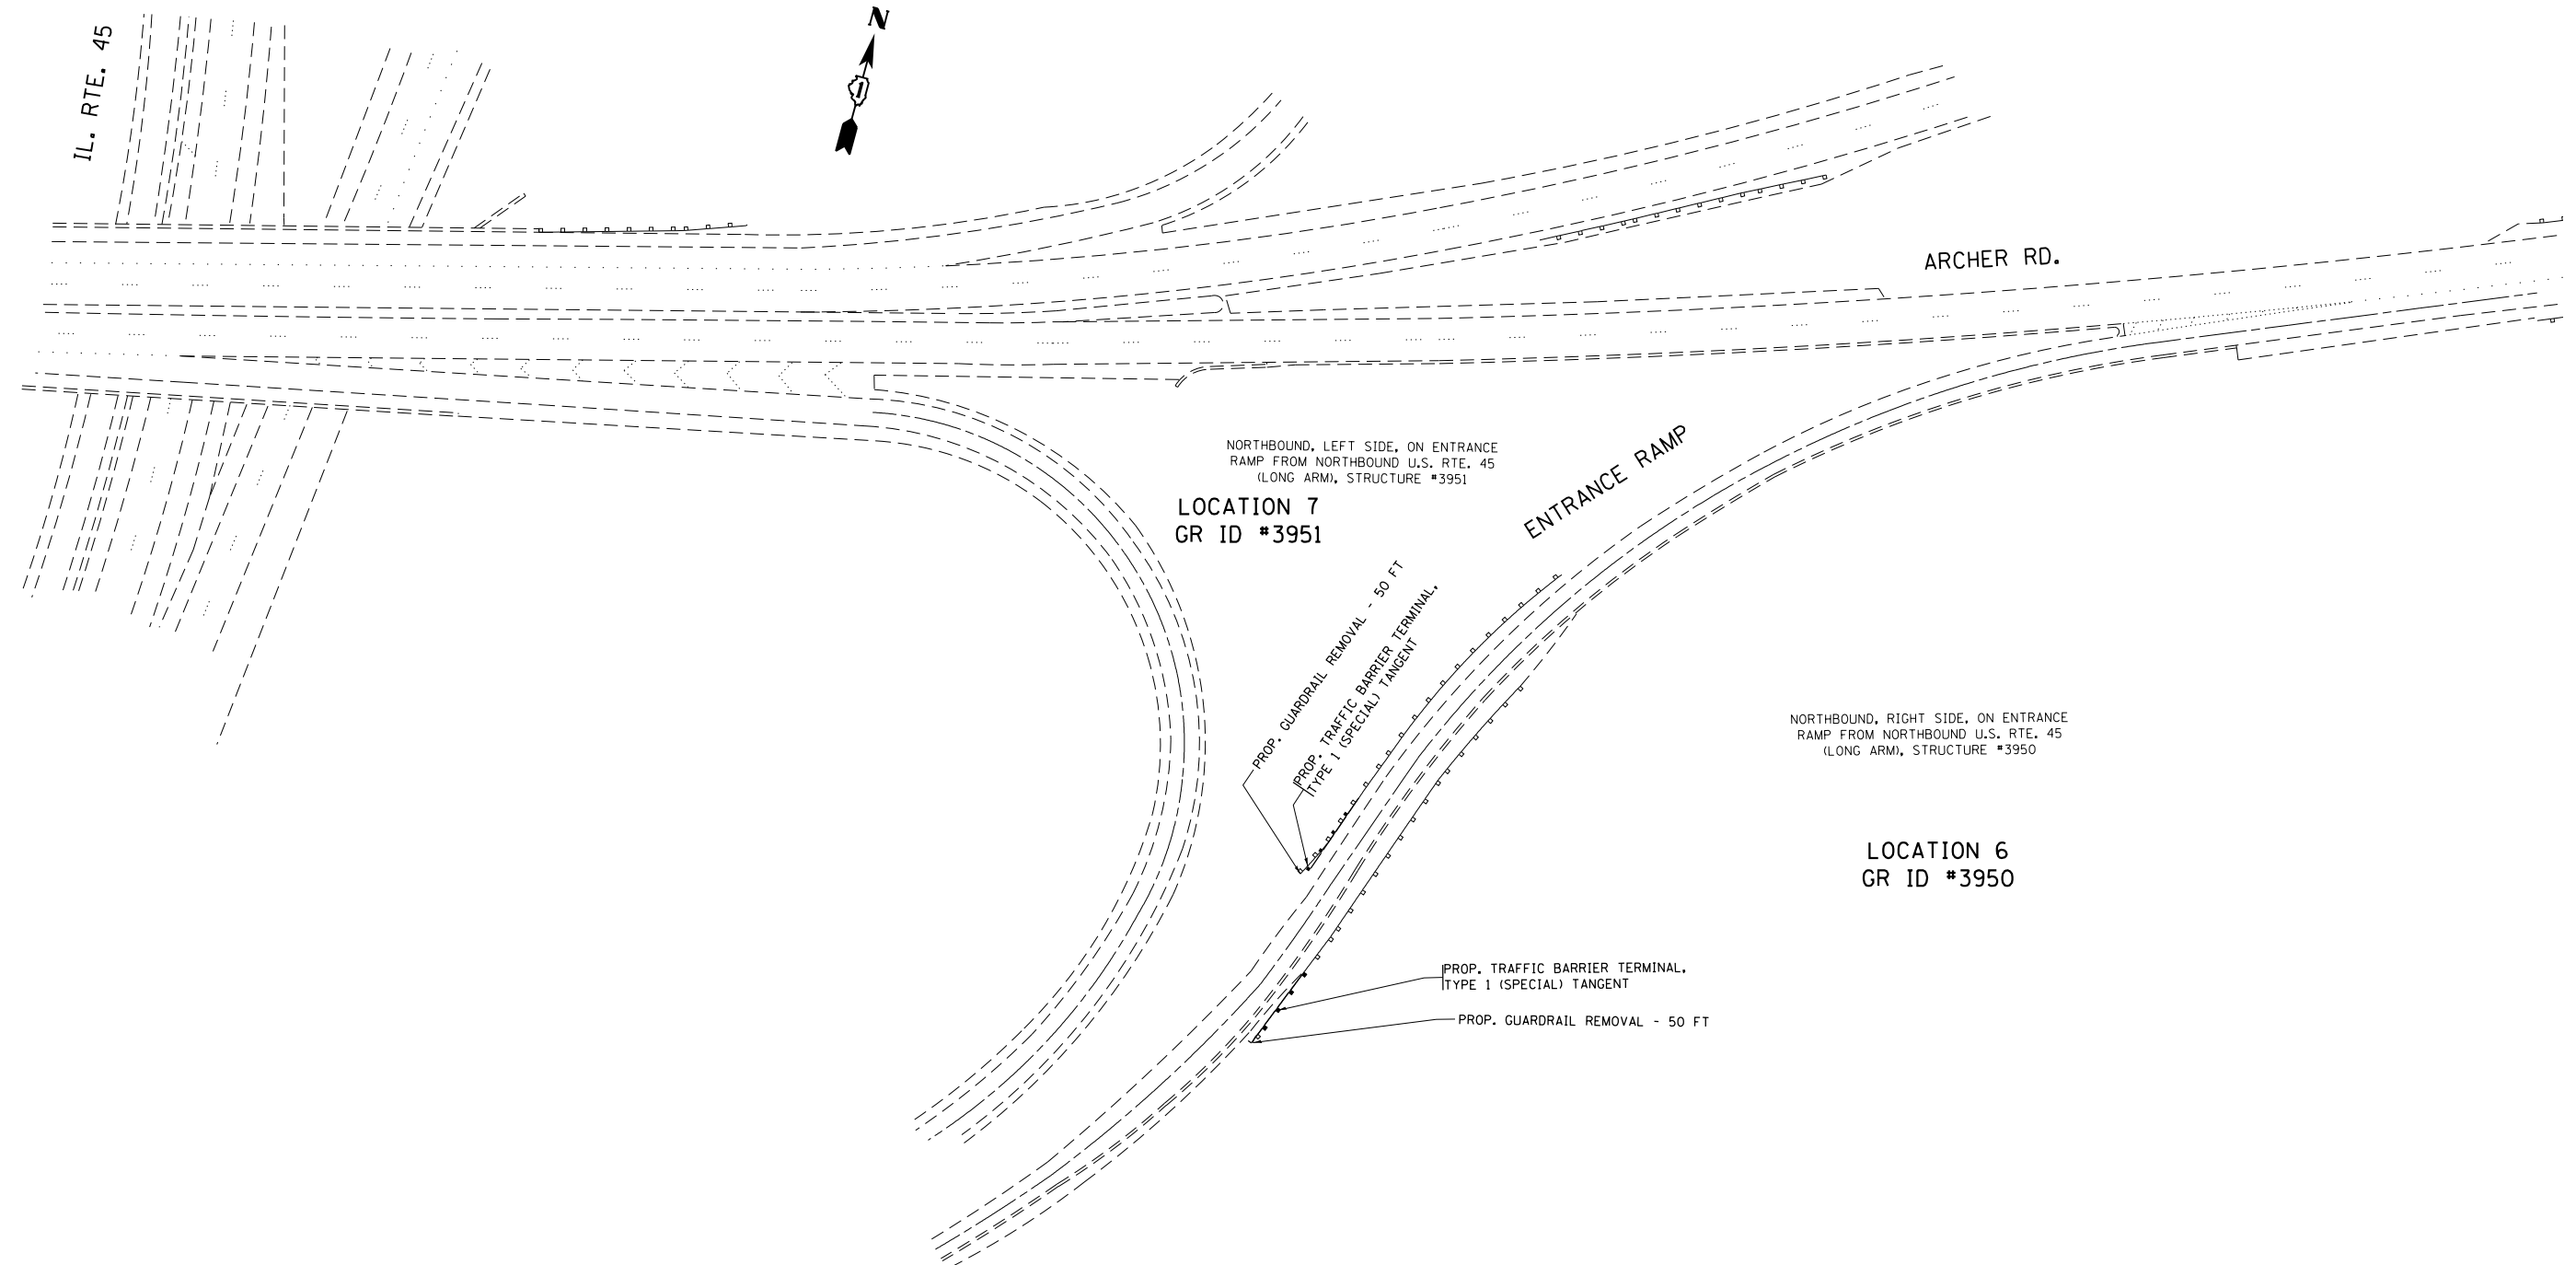 IL. RTE. 45
N
1
ARCHER RD.
NORTHBOUND, LEFT SIDE, ON ENTRANCE
RAMP FROM NORTHBOUND U.S. RTE. 45
(LONG ARM), STRUCTURE #3951
LOCATION 7
GR ID #3951
ENTRANCE RAMP
PROP. GUARDRAIL REMOVAL - 50 FT
PROP. TRAFFIC BARRIER TERMINAL,
TYPE 1 (SPECIAL) TANGENT
NORTHBOUND, RIGHT SIDE, ON ENTRANCE
RAMP FROM NORTHBOUND U.S. RTE. 45
(LONG ARM), STRUCTURE #3950
LOCATION 6
GR ID #3950
PROP. TRAFFIC BARRIER TERMINAL,
TYPE 1 (SPECIAL) TANGENT
PROP. GUARDRAIL REMOVAL - 50 FT